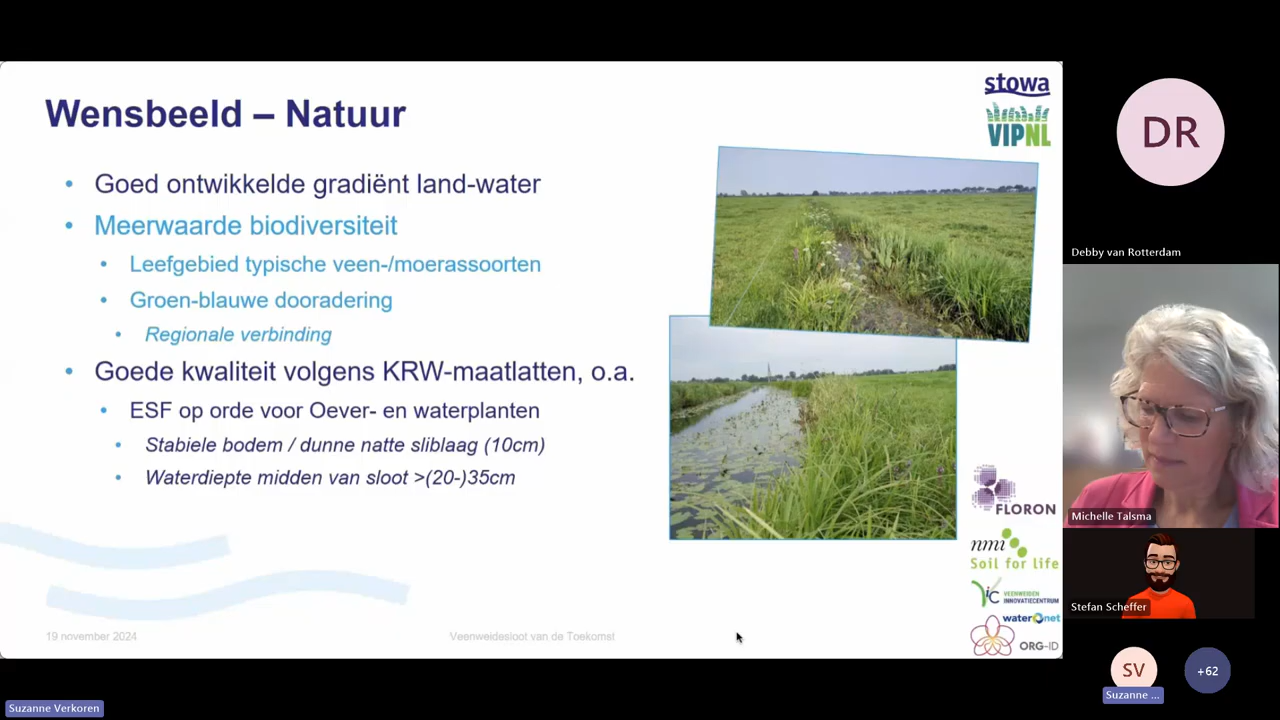 Wensbeeld – Natuur
• Goed ontwikkelde gradiënt land-water
• Meerwaarde biodiversiteit
• Leefgebied typische veen-/moerassoorten
• Groen-blauwe dooradering
• Regionale verbinding
• Goede kwaliteit volgens KRW-maatlatten, o.a.
• ESF op orde voor Oever- en waterplanten
• Stabiele bodem / dunne natte sliblaag (10cm)
• Waterdiepte midden van sloot >(20-)35cm
19 november 2024
Veenweidesloot van de Toekomst
stowa
VIPNL
FLORON
nmi
Soil for life
VIC VEENWEIDEN
INNOVATIECENTRUM
waternet
ORG-ID
DR
Debby van Rotterdam
Michelle Talsma
Stefan Scheffer
SV
+62
Suzanne ...
Suzanne Verkoren